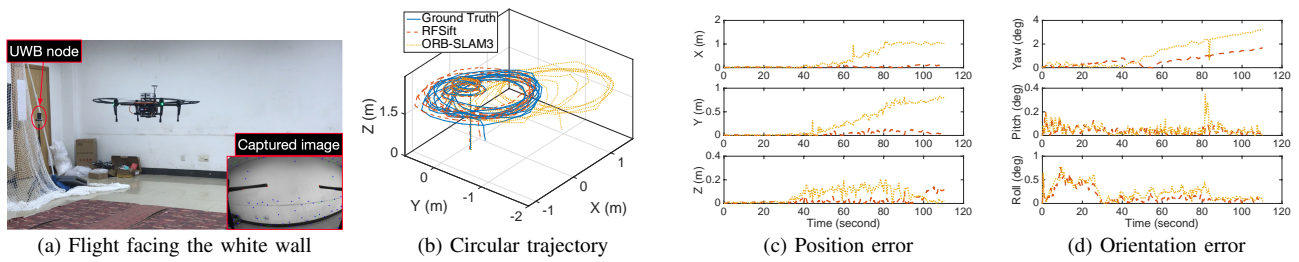 UWB node
Captured image
(a) Flight facing the white wall
Ground Truth
RFSift
ORB-SLAM3
Z (m)
1.5
0
0
-1
-2
Y (m)
-1
0
1
X (m)
(b) Circular trajectory
X (m)
2
1
0
0 20 40 60 80 100 120
Y (m)
1
0.5
0
0 20 40 60 80 100 120
Z (m)
0.4
0.2
0
0 20 40 60 80 100 120
Time (second)
(c) Position error
Yaw (deg)
4
2
0
0 20 40 60 80 100 120
Pitch (deg)
0.4
0.2
0
0 20 40 60 80 100 120
Roll (deg)
1
0.5
0
0 20 40 60 80 100 120
Time (second)
(d) Orientation error